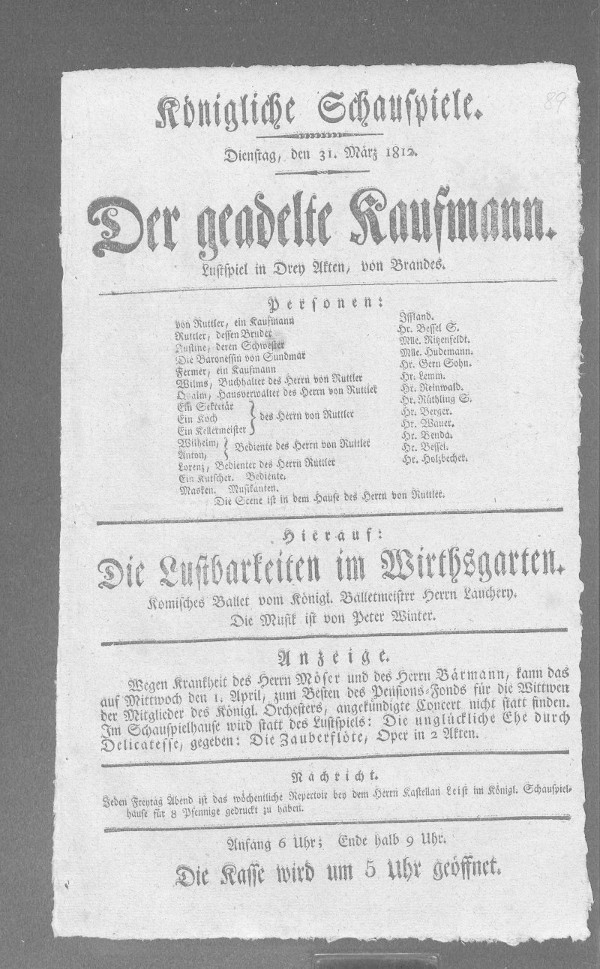 89
Königliche Schauspiele.
Dienstag, den 31. März 1812.
Der geadelte Kaufmann.
Lustspiel in Drey Akten, von Brandes.
Personen:
von Ruttler, ein Kaufmann Iffland.
Ruttler, dessen Bruder Hr. Bessel S.
Justine, deren Schwester Mlle. Ritzenfeldt.
Die Baronessin von Sundmar Mlle. Hudemann.
Fermer, ein Kaufmann Hr. Gern Sohn.
Wilms, Buchhalter des Herrn von Ruttler Hr. Lemm.
Qualm, Hausverwalter des Herrn von Ruttler Hr. Reinwald.
Ein Sekretär Hr. Rüthling S.
Ein Koch des Herrn von Ruttler Hr. Berger.
Ein Kellermeister Hr. Wauer.
Wilhelm, Hr. Benda.
Anton, Bediente des Herrn von Ruttler Hr. Bessel.
Lorenz, Bedienter des Herrn Ruttler Hr. Holzbecher.
Ein Kutscher. Bediente.
Masken. Musikanten.
Die Scene ist in dem Hause des Herrn von Ruttler.
Hierauf:
Die Lustbarkeiten im Wirthsgarten.
Komisches Ballet vom Königl. Balletmeistrr Herrn Lauchery.
Die Musik ist von Peter Winter.
Anzeige.
Wegen Krankheit des Herrn Möser und des Herrn Bärmann, kann das
auf Mittwoch den 1. April, zum Besten des Pensions-Fonds für die Wittwen
der Mitglieder des Königl. Orchesters, angekündigte Concert nicht statt finden.
Im Schauspielhause wird statt des Lustspiels: Die unglückliche Ehe durch
Delicatesse, gegeben: Die Zauberflöte, Oper in 2 Akten.
Nachricht.
Jeden Freytag Abend ist das wöchentliche Repertoir bey dem Herrn Kastellan Leist im Königl. Schauspiel-
hause für 8 Pfennige gedruckt zu haben.
Anfang 6 Uhr; Ende halb 9 Uhr.
Die Kasse wird um 5 Uhr geöffnet.